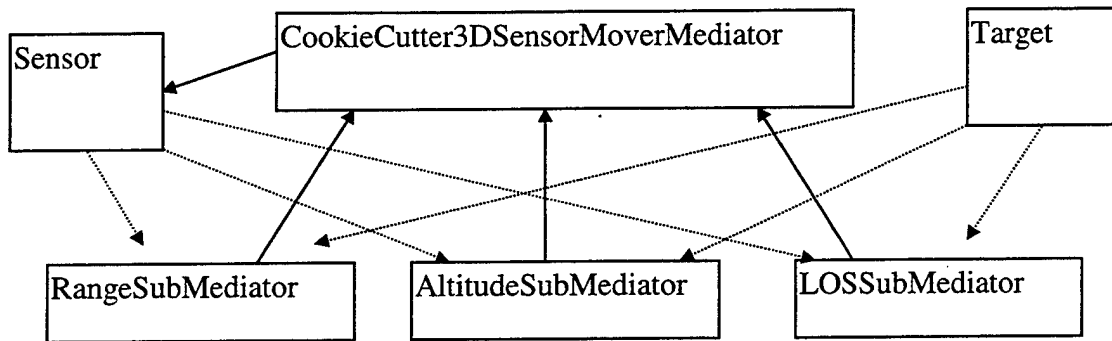 Sensor
CookieCutter3DSensorMoverMediator
Target
RangeSubMediator
AltitudeSubMediator
LOSSubMediator